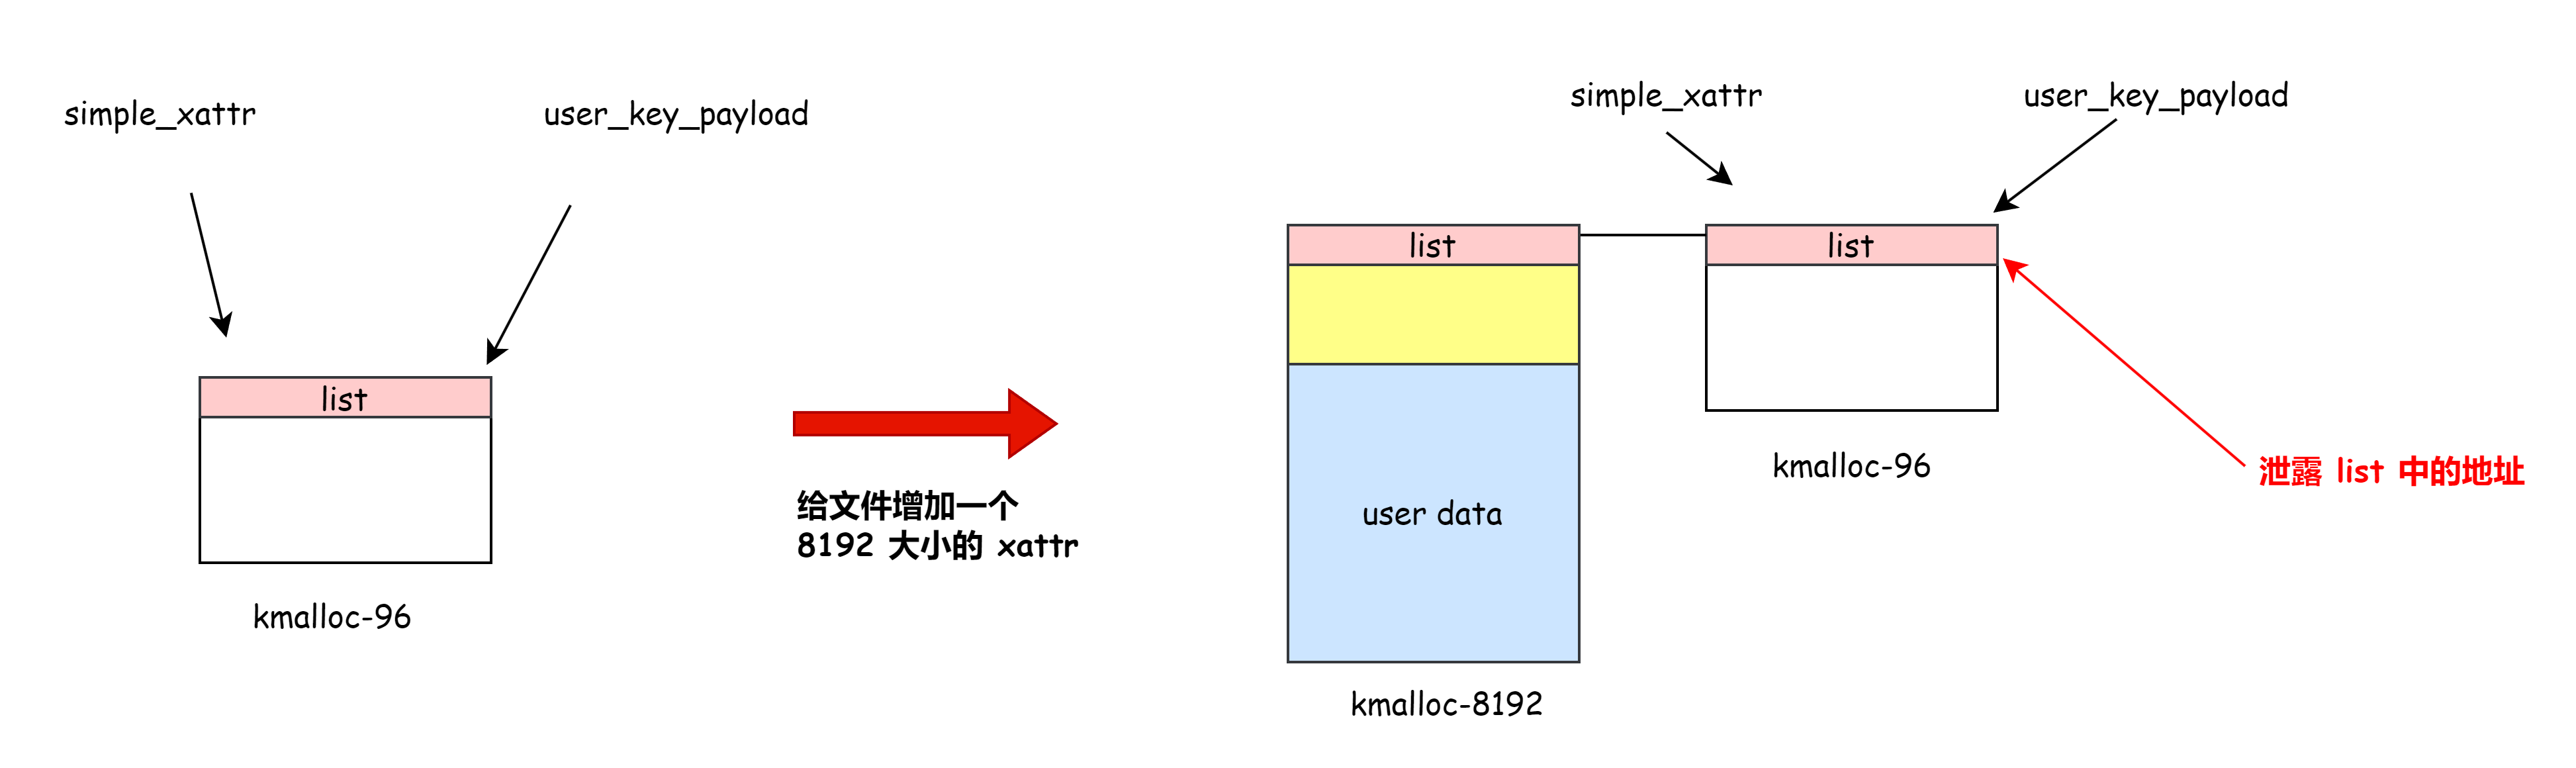 simple_xattr
user_key_payload
list
kmalloc-96
给文件增加一个
8192 大小的 xattr
simple_xattr
user_key_payload
list
list
user data
kmalloc-8192
kmalloc-96
泄露 list 中的地址